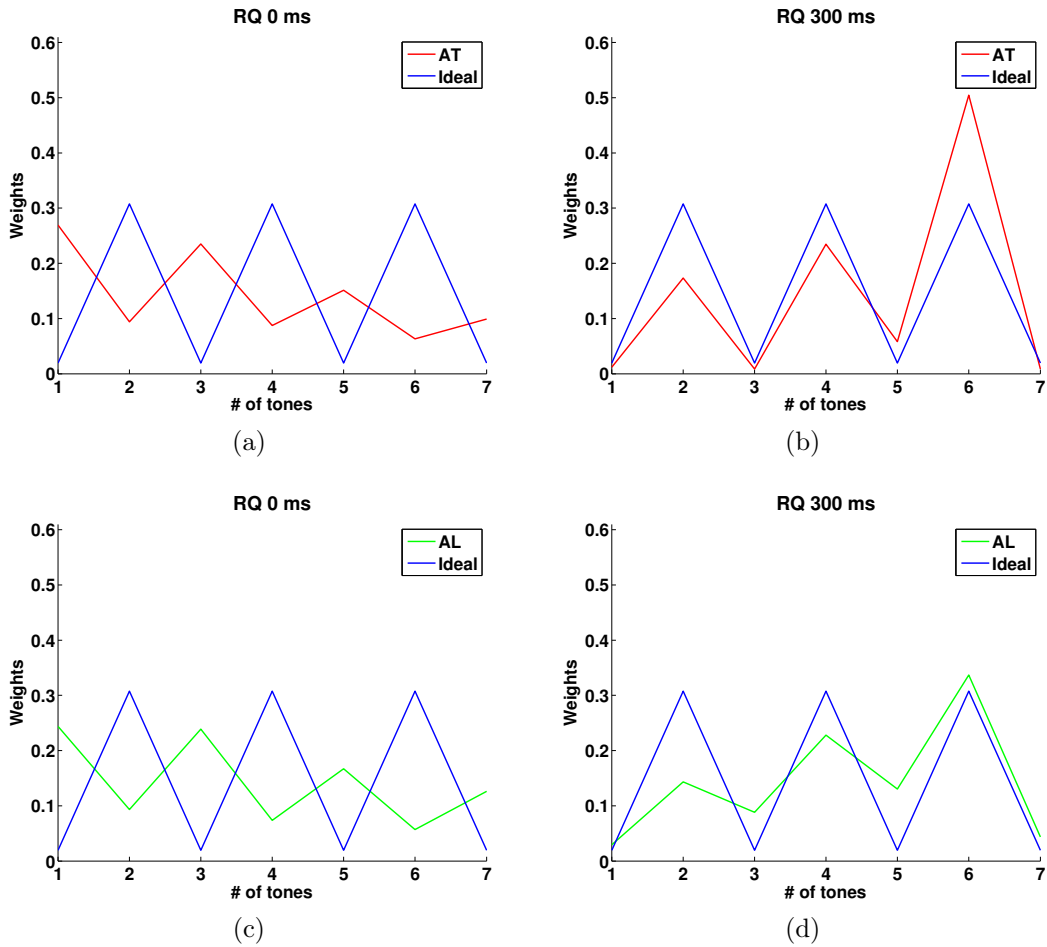 RQ 0 ms
AT
Ideal
Weights
0.6
0.5
0.4
0.3
0.2
0.1
0
1 2 3 4 5 6 7
# of tones
(a)
RQ 300 ms
AT
Ideal
Weights
0.6
0.5
0.4
0.3
0.2
0.1
0
1 2 3 4 5 6 7
# of tones
(b)
RQ 0 ms
AL
Ideal
Weights
0.6
0.5
0.4
0.3
0.2
0.1
0
1 2 3 4 5 6 7
# of tones
(c)
RQ 300 ms
AL
Ideal
Weights
0.6
0.5
0.4
0.3
0.2
0.1
0
1 2 3 4 5 6 7
# of tones
(d)